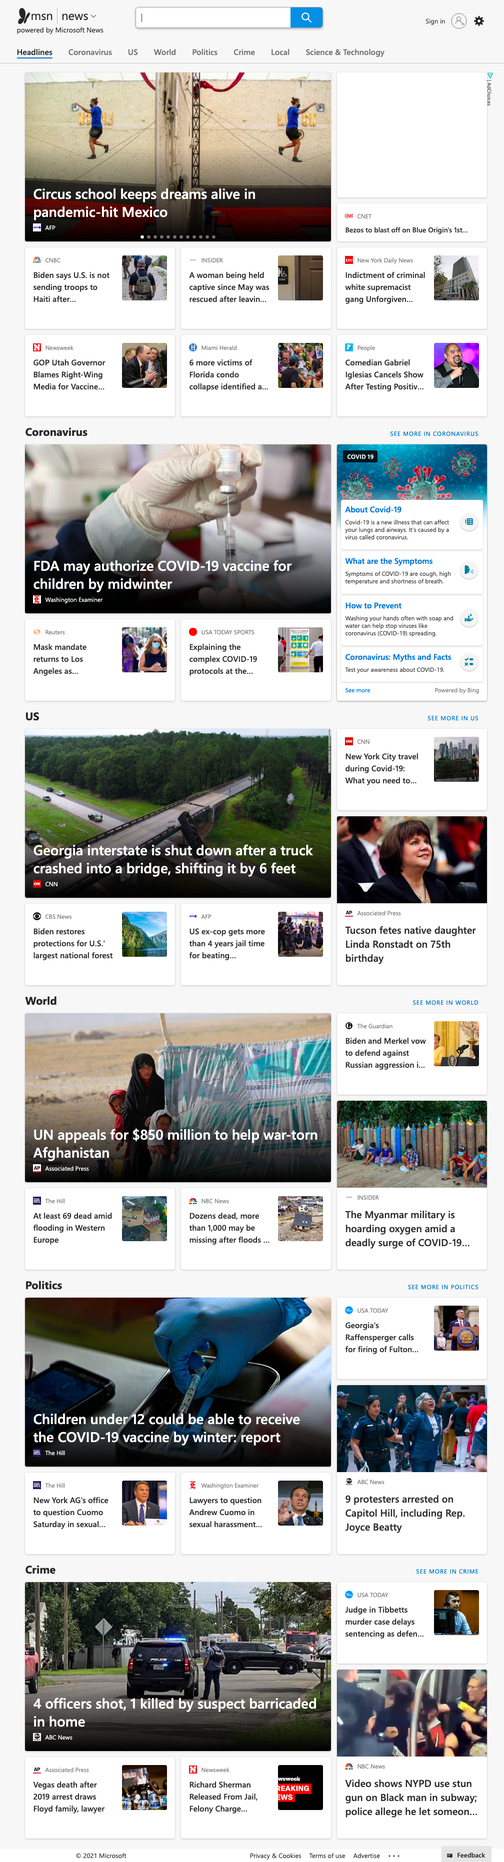 msn | news
powered by Microsoft News
Sign in
Headlines Coronavirus US World Politics Crime Local Science & Technology
Circus school keeps dreams alive in
pandemic-hit Mexico
AFP
AdChoices
CNET
Bezos to blast off on Blue Origin's 1st...
CNBC
Biden says U.S. is not
sending troops to
Haiti after...
INSIDER
A woman being held
captive since May was
rescued after leavin...
New York Daily News
Indictment of criminal
white supremacist
gang Unforgiven...
Newsweek
GOP Utah Governor
Blames Right-Wing
Media for Vaccine...
Miami Herald
6 more victims of
Florida condo
collapse identified a...
People
Comedian Gabriel
Iglesias Cancels Show
After Testing Positiv...
Coronavirus
SEE MORE IN CORONAVIRUS
FDA may authorize COVID-19 vaccine for
children by midwinter
Washington Examiner
COVID 19
About Covid-19
Covid-19 is a new illness that can affect
your lungs and airways. It's caused by a
virus called coronavirus.
What are the Symptoms
Symptoms of COVID-19 are cough, high
temperature and shortness of breath.
How to Prevent
Washing your hands often with soap and
water can help stop viruses like
coronavirus (COVID-19) spreading.
Coronavirus: Myths and Facts
Test your awareness about COVID-19.
See more
Powered by Bing
Reuters
Mask mandate
returns to Los
Angeles as...
USA TODAY SPORTS
Explaining the
complex COVID-19
protocols at the...
US
SEE MORE IN US
Georgia interstate is shut down after a truck
crashed into a bridge, shifting it by 6 feet
CNN
CNN
New York City travel
during Covid-19:
What you need to...
AP Associated Press
Tucson fetes native daughter
Linda Ronstadt on 75th
birthday
CBS News
Biden restores
protections for U.S.'
largest national forest
AFP
US ex-cop gets more
than 4 years jail time
for beating...
World
SEE MORE IN WORLD
UN appeals for $850 million to help war-torn
Afghanistan
AP Associated Press
The Guardian
Biden and Merkel vow
to defend against
Russian aggression i...
INSIDER
The Myanmar military is
hoarding oxygen amid a
deadly surge of COVID-19...
The Hill
At least 69 dead amid
flooding in Western
Europe
NBC News
Dozens dead, more
than 1,000 may be
missing after floods ...
Politics
SEE MORE IN POLITICS
Children under 12 could be able to receive
the COVID-19 vaccine by winter: report
The Hill
USA TODAY
Georgia's
Raffensperger calls
for firing of Fulton...
ABC News
9 protesters arrested on
Capitol Hill, including Rep.
Joyce Beatty
The Hill
New York AG's office
to question Cuomo
Saturday in sexual...
Washington Examiner
Lawyers to question
Andrew Cuomo in
sexual harassment...
Crime
SEE MORE IN CRIME
4 officers shot, 1 killed by suspect barricaded
in home
ABC News
USA TODAY
Judge in Tibbetts
murder case delays
sentencing as defen...
NBC News
Video shows NYPD use stun
gun on Black man in subway;
police allege he let someon...
AP Associated Press
Vegas death after
2019 arrest draws
Floyd family, lawyer
Newsweek
Richard Sherman
Released From Jail,
Felony Charge...
© 2021 Microsoft
Privacy & Cookies Terms of use Advertise ...
Feedback